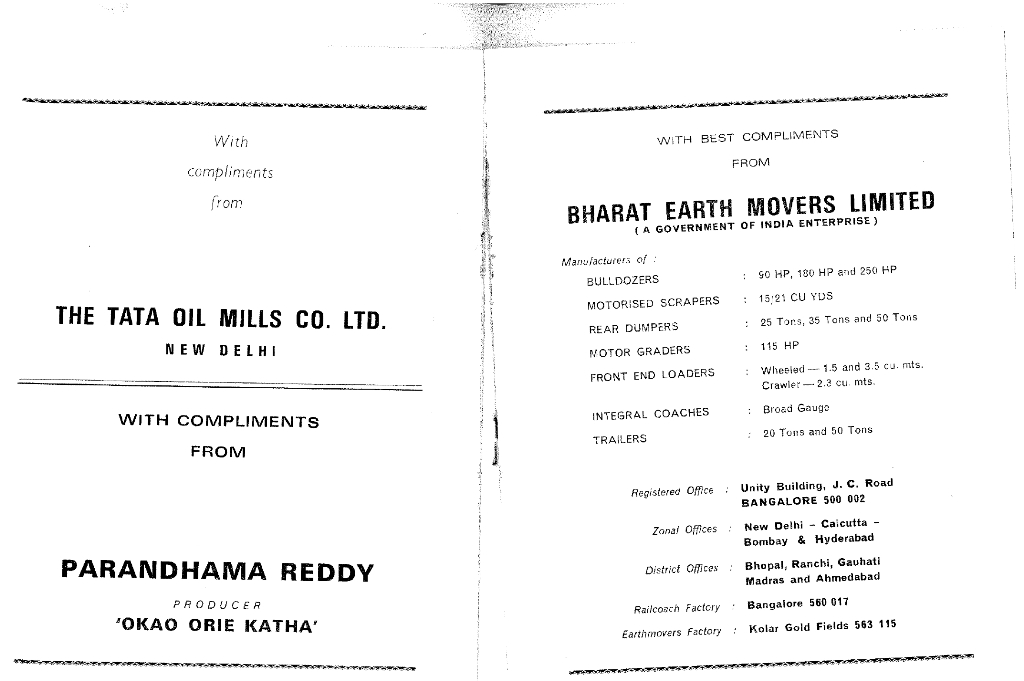 With
compliments
from
THE TATA OIL MILLS CO. LTD.
NEW DELHI
WITH COMPLIMENTS
FROM
PARANDHAMA REDDY
PRODUCER
'OKAO ORIE KATHA'
WITH BEST COMPLIMENTS
FROM
BHARAT EARTH MOVERS LIMITED
( A GOVERNMENT OF INDIA ENTERPRISE )
Manufacturers of :
BULLDOZERS : 90 HP, 180 HP and 250 HP
MOTORISED SCRAPERS : 15/21 CU YDS
REAR DUMPERS : 25 Tons, 35 Tons and 50 Tons
MOTOR GRADERS : 115 HP
FRONT END LOADERS : Wheeled — 1.5 and 3.5 cu. mts.
Crawler — 2.3 cu. mts.
INTEGRAL COACHES : Broad Gauge
TRAILERS : 20 Tons and 50 Tons
Registered Office : Unity Building, J. C. Road
BANGALORE 500 002
Zonal Offices : New Delhi – Calcutta –
Bombay & Hyderabad
District Offices : Bhopal, Ranchi, Gauhati
Madras and Ahmedabad
Railcoach Factory : Bangalore 560 017
Earthmovers Factory : Kolar Gold Fields 563 115